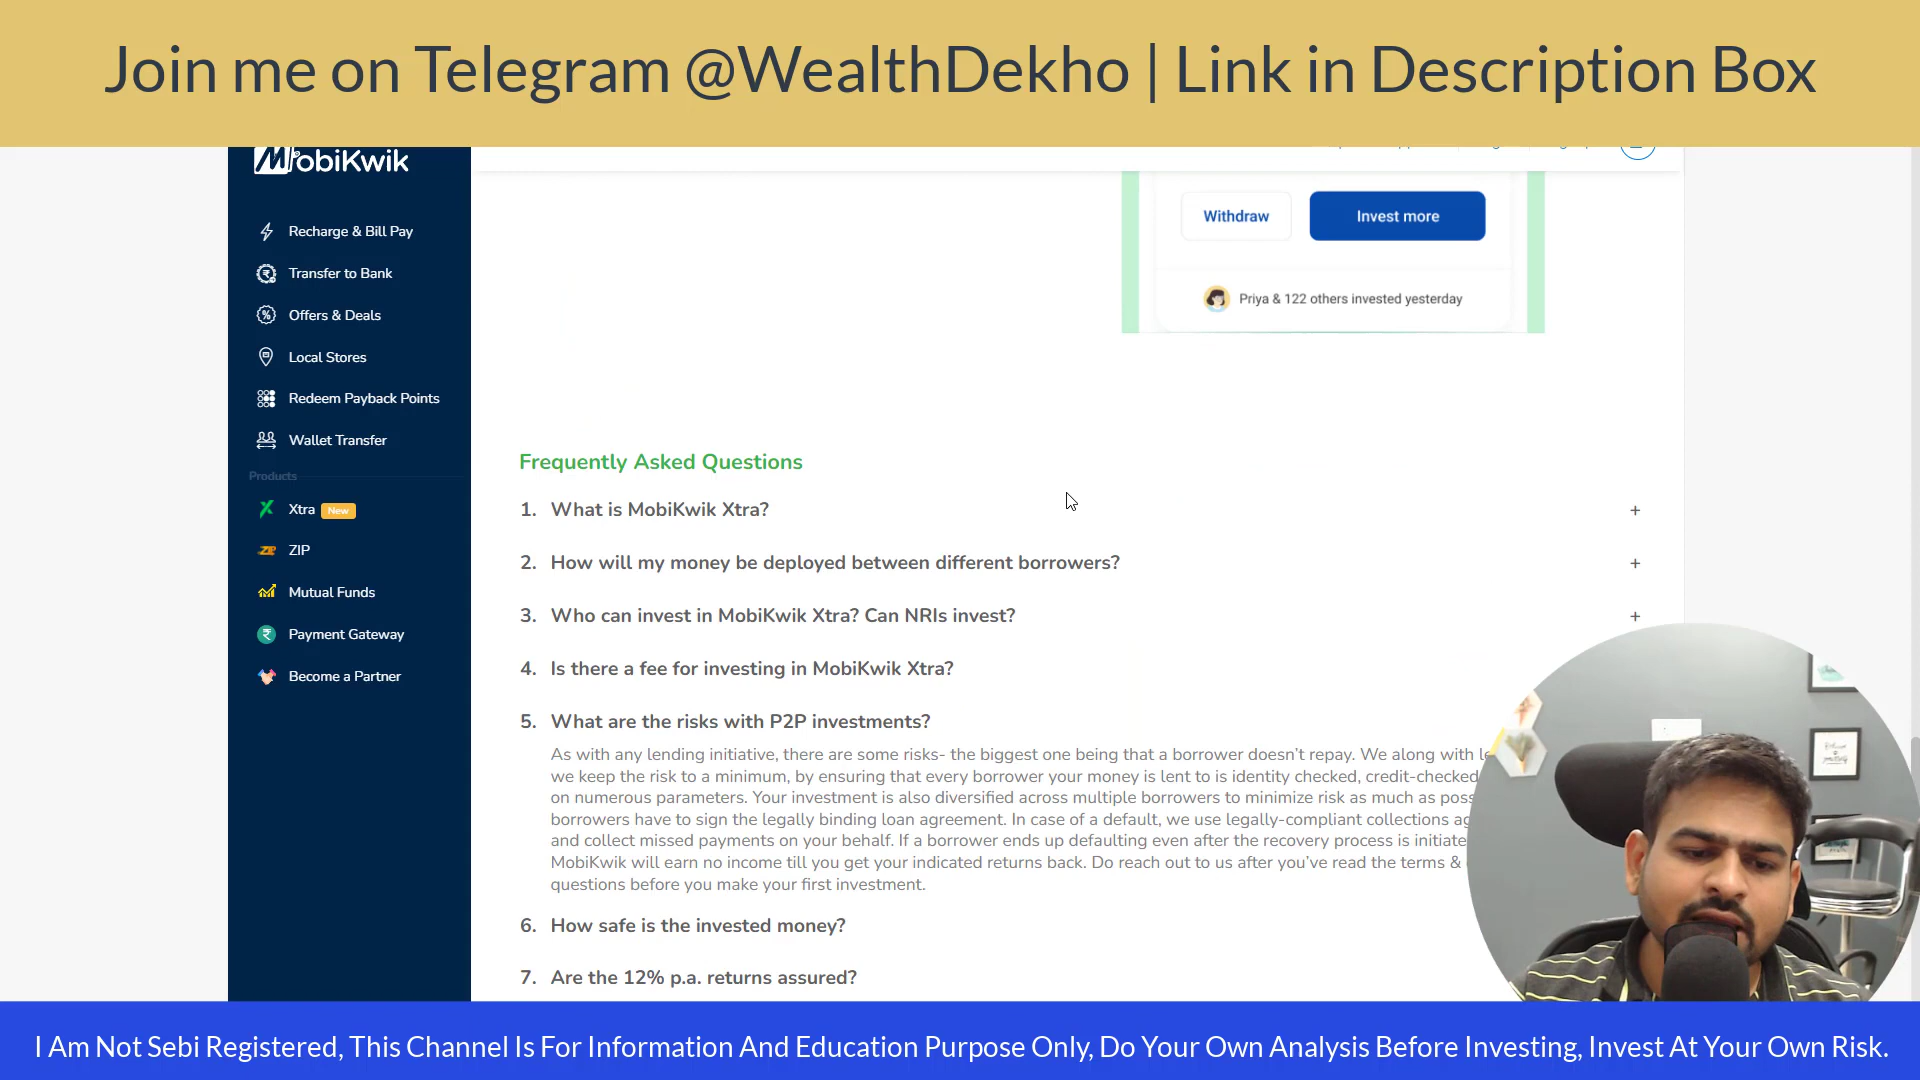 Join me on Telegram @WealthDekho | Link in Description Box
MobiKwik
Recharge & Bill Pay
Transfer to Bank
Offers & Deals
Local Stores
Redeem Payback Points
Wallet Transfer
Products
Xtra New
ZIP
Mutual Funds
Payment Gateway
Become a Partner
Withdraw
Invest more
Priya & 122 others invested yesterday
Frequently Asked Questions
1. What is MobiKwik Xtra? +
2. How will my money be deployed between different borrowers? +
3. Who can invest in MobiKwik Xtra? Can NRIs invest? +
4. Is there a fee for investing in MobiKwik Xtra?
5. What are the risks with P2P investments?
As with any lending initiative, there are some risks- the biggest one being that a borrower doesn’t repay. We along with
we keep the risk to a minimum, by ensuring that every borrower your money is lent to is identity checked, credit-checked
on numerous parameters. Your investment is also diversified across multiple borrowers to minimize risk as much as
borrowers have to sign the legally binding loan agreement. In case of a default, we use legally-compliant collections
and collect missed payments on your behalf. If a borrower ends up defaulting even after the recovery process is initiated
MobiKwik will earn no income till you get your indicated returns back. Do reach out to us after you’ve read the terms &
questions before you make your first investment.
6. How safe is the invested money?
7. Are the 12% p.a. returns assured?
I Am Not Sebi Registered, This Channel Is For Information And Education Purpose Only, Do Your Own Analysis Before Investing, Invest At Your Own Risk.